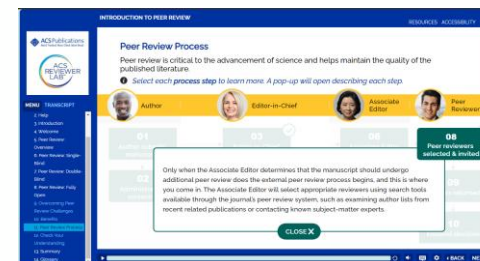 INTRODUCTION TO PEER REVIEW
RESOURCES ACCESSIBILITY
ACSPublications
ACS
REVIEWER
LAB
MENU TRANSCRIPT
2. Help
3. Introduction
4. Welcome
5. Peer Review:
Overview
6. Peer Review: Single-
Blind
7. Peer Review: Double-
Blind
8. Peer Review: Fully
Open
9. Overcoming Peer
Review Challenges
10. Benefits
11. Peer Review Process
12. Check Your
Understanding
13. Summary
14. Glossary
Peer Review Process
Peer review is critical to the advancement of science and helps maintain the quality of the
published literature.
Select each process step to learn more. A pop-up will open describing each step.
Author
Editor-in-Chief
Associate
Editor
Peer
Reviewer
01
03
08
Peer reviewers
selected & invited
Only when the Associate Editor determines that the manuscript should undergo
additional peer review does the external peer review process begins, and this is where
you come in. The Associate Editor will select appropriate reviewers using search tools
available through the journal's peer review system, such as examining author lists from
recent related publications or contacting known subject-matter experts.
CLOSE X
BACK